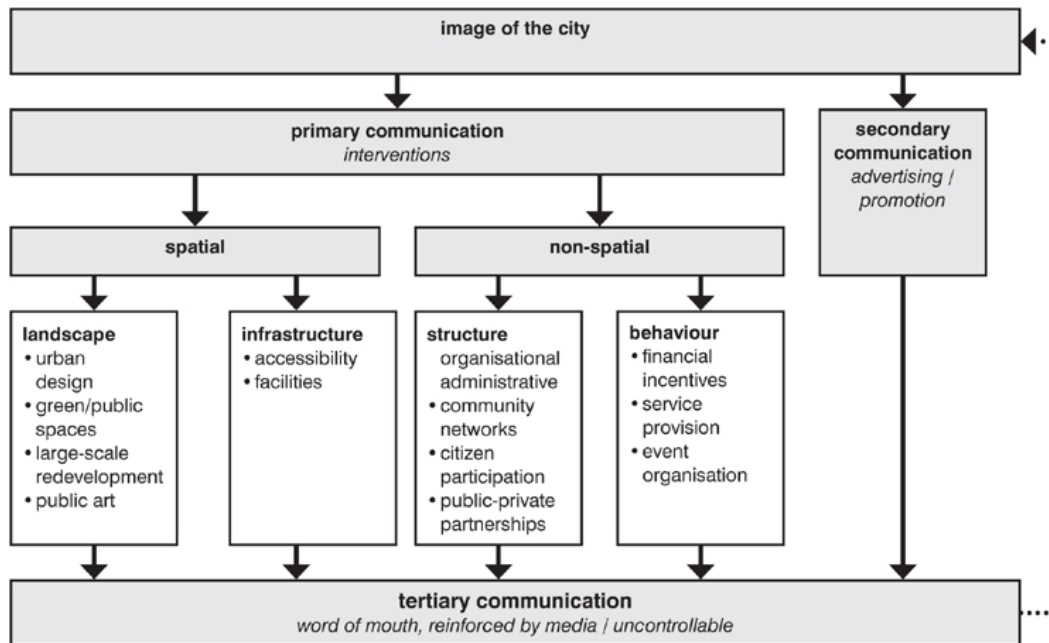 image of the city
primary communication
interventions
secondary
communication
advertising /
promotion
spatial
non-spatial
landscape
• urban
design
• green/public
spaces
• large-scale
redevelopment
• public art
infrastructure
• accessibility
• facilities
structure
organisational
administrative
• community
networks
• citizen
participation
• public-private
partnerships
behaviour
• financial
incentives
• service
provision
• event
organisation
tertiary communication
word of mouth, reinforced by media / uncontrollable